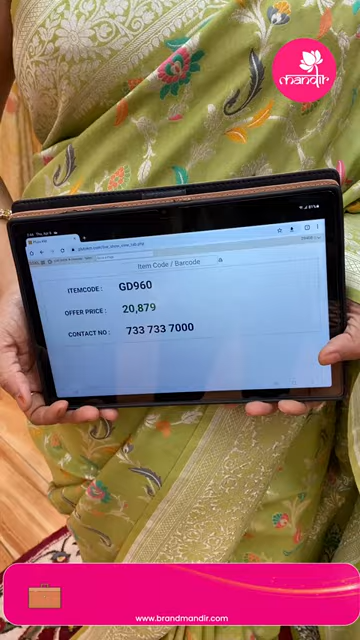 mandir
Item Code / Barcode
ITEMCODE : GD960
OFFER PRICE : 20,879
CONTACT NO : 733 733 7000
www.brandmandir.com